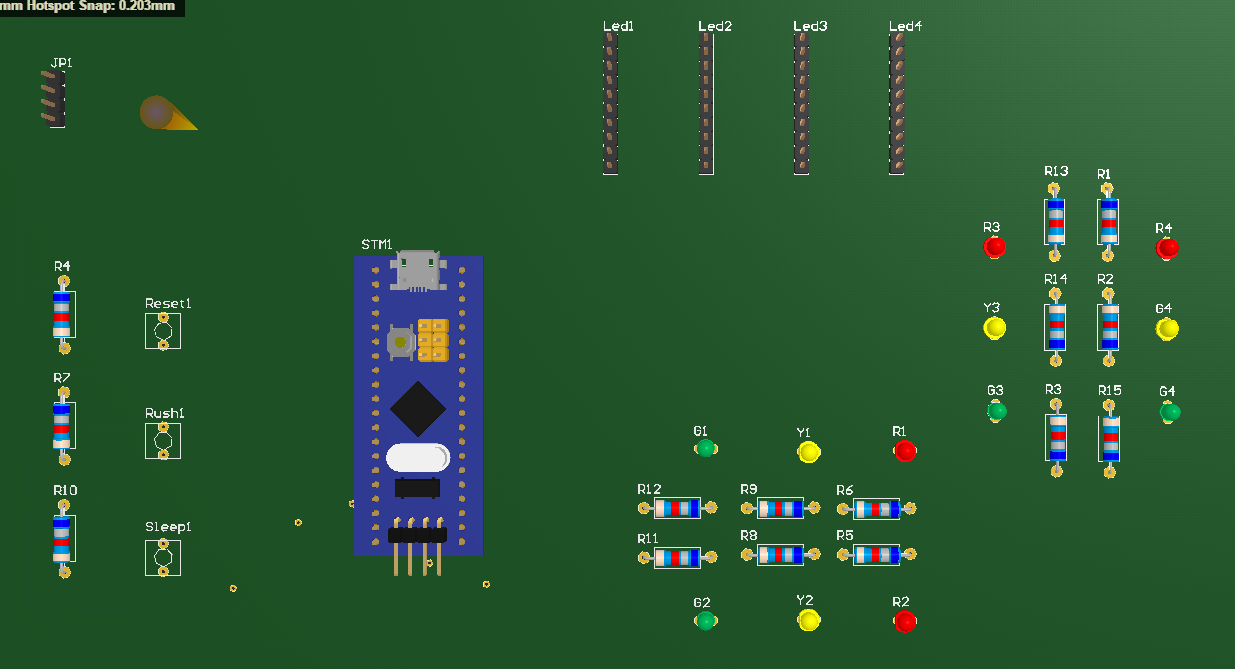 mm Hotspot Snap: 0.203mm
Led1 Led2 Led3 Led4
JP1
R13 R1
R3 R4
STM1
R4
R14 R2
Reset1
Y3 G4
R7
G3 R3 R15 G4
Rush1
G1 Y1 R1
R10
R12 R9 R6
Sleep1
R11 R8 R5
G2 Y2 R2